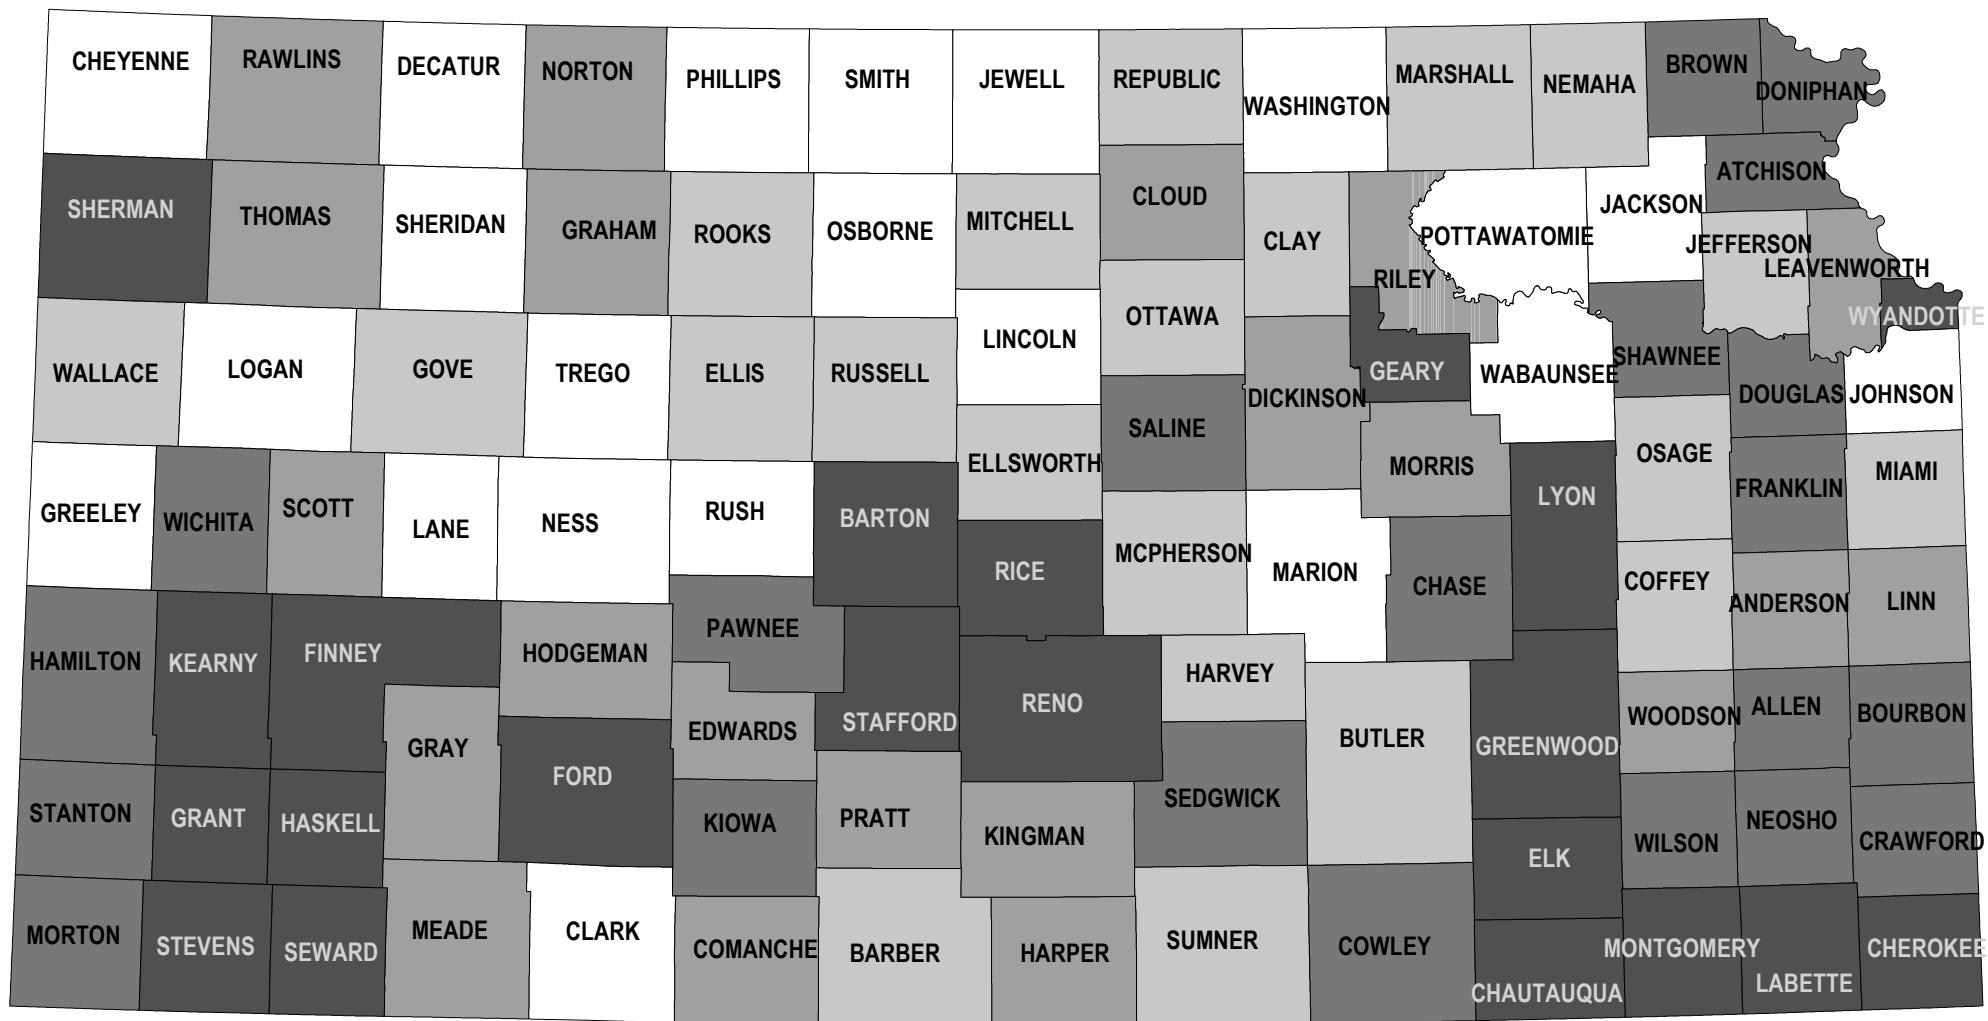 CHEYENNE
RAWLINS
DECATUR
NORTON
PHILLIPS
SMITH
JEWELL
REPUBLIC
WASHINGTON
MARSHALL
NEMAHA
BROWN
DONIPHAN
SHERMAN
THOMAS
SHERIDAN
GRAHAM
ROOKS
OSBORNE
MITCHELL
CLOUD
CLAY
RILEY
POTTAWATOMIE
JACKSON
ATCHISON
JEFFERSON
LEAVENWORTH
WYANDOTTE
WALLACE
LOGAN
GOVE
TREGO
ELLIS
RUSSELL
LINCOLN
OTTAWA
DICKINSON
GEARY
WABAUNSEE
SHAWNEE
DOUGLAS
JOHNSON
GREELEY
WICHITA
SCOTT
LANE
NESS
RUSH
BARTON
ELLSWORTH
SALINE
MORRIS
LYON
OSAGE
FRANKLIN
MIAMI
RICE
MCPHERSON
MARION
CHASE
COFFEY
ANDERSON
LINN
HAMILTON
KEARNY
FINNEY
HODGEMAN
PAWNEE
STAFFORD
RENO
HARVEY
BUTLER
GREENWOOD
WOODSON
ALLEN
BOURBON
GRAY
FORD
EDWARDS
STANTON
GRANT
HASKELL
KIOWA
PRATT
KINGMAN
SEDGWICK
ELK
WILSON
NEOSHO
CRAWFORD
MORTON
STEVENS
SEWARD
MEADE
CLARK
COMANCHE
BARBER
HARPER
SUMNER
COWLEY
CHAUTAUQUA
MONTGOMERY
LABETTE
CHEROKEE